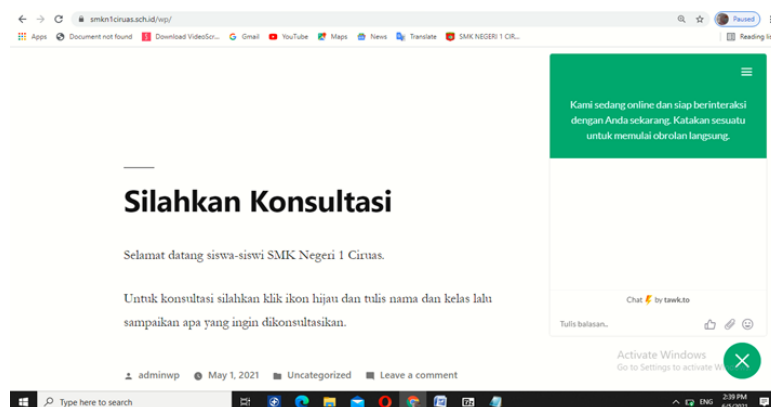 smkn1ciruas.sch.id/wp/
Paused
Apps Document not found Download VideoScr... Gmail YouTube Maps News Translate SMK NEGERI 1 CIR...
Reading lis
Kami sedang online dan siap berinteraksi
dengan Anda sekarang. Katakan sesuatu
untuk memulai obrolan langsung.
Silahkan Konsultasi
Selamat datang siswa-siswi SMK Negeri 1 Ciruas.
Untuk konsultasi silahkan klik ikon hijau dan tulis nama dan kelas lalu
sampaikan apa yang ingin dikonsultasikan.
adminwp May 1, 2021 Uncategorized Leave a comment
Chat by tawk.to
Tulis balasan..
Activate Windows
Go to Settings to activate W
Type here to search
ENG
2:39 PM
6/5/2021